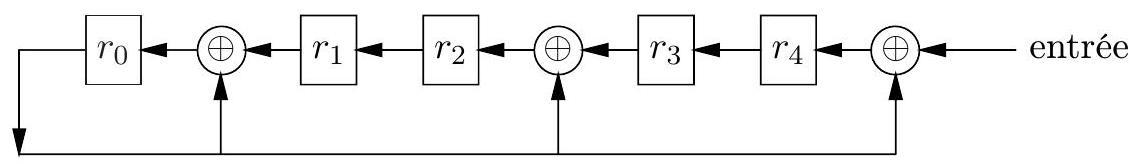 r₀ ⊕ r₁ r₂ ⊕ r₃ r₄ ⊕ entrée